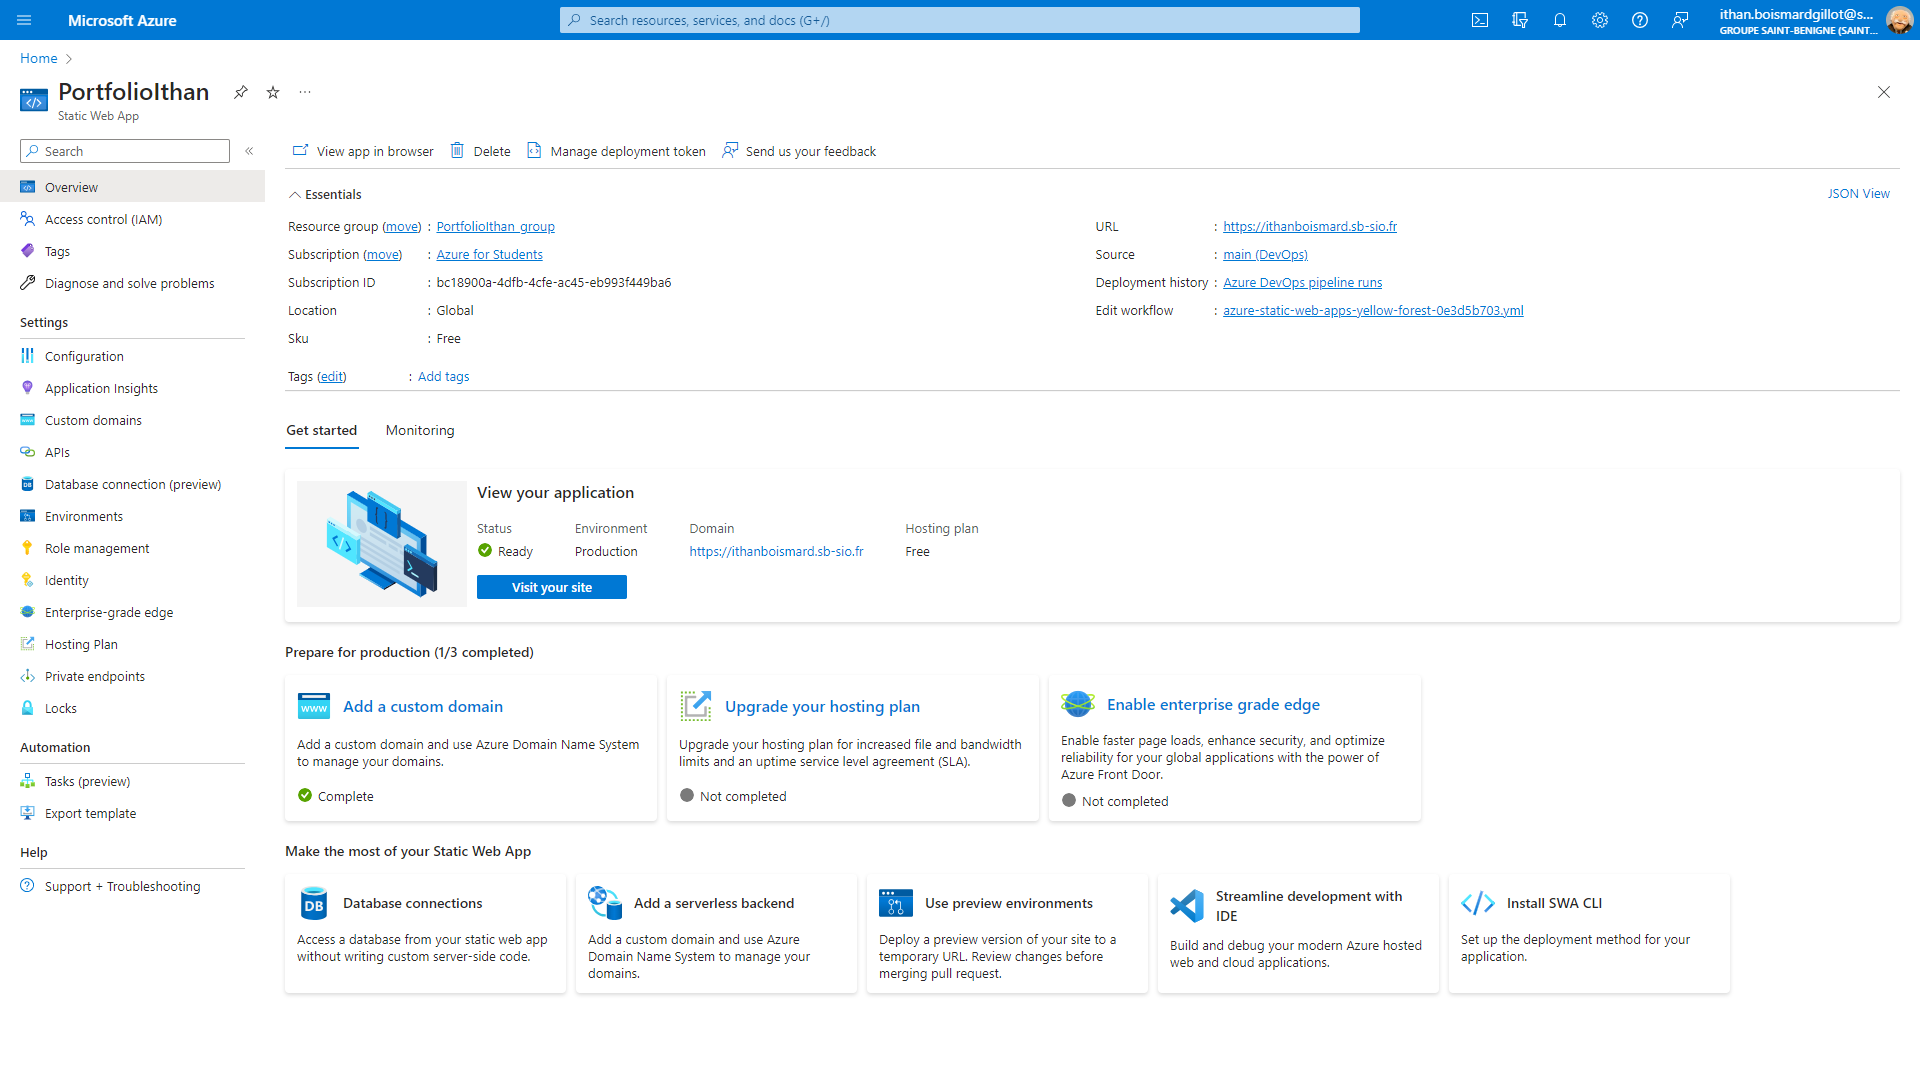 Microsoft Azure
Search resources, services, and docs (G+/)
ithan.boismardgillot@s...
GROUPE SAINT-BENIGNE (SAINT...
Home
PortfolioIthan
Static Web App
Search
View app in browser
Delete
Manage deployment token
Send us your feedback
Overview
Access control (IAM)
Tags
Diagnose and solve problems
Settings
Configuration
Application Insights
Custom domains
APIs
Database connection (preview)
Environments
Role management
Identity
Enterprise-grade edge
Hosting Plan
Private endpoints
Locks
Automation
Tasks (preview)
Export template
Help
Support + Troubleshooting
Essentials
JSON View
Resource group (move) : PortfolioIthan_group
Subscription (move) : Azure for Students
Subscription ID : bc18900a-4dfb-4cfe-ac45-eb993f449ba6
Location : Global
Sku : Free
Tags (edit) : Add tags
URL : https://ithanboismard.sb-sio.fr
Source : main (DevOps)
Deployment history : Azure DevOps pipeline runs
Edit workflow : azure-static-web-apps-yellow-forest-0e3d5b703.yml
Get started
Monitoring
View your application
Status
Environment
Domain
Hosting plan
Ready
Production
https://ithanboismard.sb-sio.fr
Free
Visit your site
Prepare for production (1/3 completed)
www
Add a custom domain
Add a custom domain and use Azure Domain Name System
to manage your domains.
Complete
Upgrade your hosting plan
Upgrade your hosting plan for increased file and bandwidth
limits and an uptime service level agreement (SLA).
Not completed
Enable enterprise grade edge
Enable faster page loads, enhance security, and optimize
reliability for your global applications with the power of
Azure Front Door.
Not completed
Make the most of your Static Web App
DB
Database connections
Access a database from your static web app
without writing custom server-side code.
Add a serverless backend
Add a custom domain and use Azure
Domain Name System to manage your
domains.
Use preview environments
Deploy a preview version of your site to a
temporary URL. Review changes before
merging pull request.
Streamline development with
IDE
Build and debug your modern Azure hosted
web and cloud applications.
Install SWA CLI
Set up the deployment method for your
application.